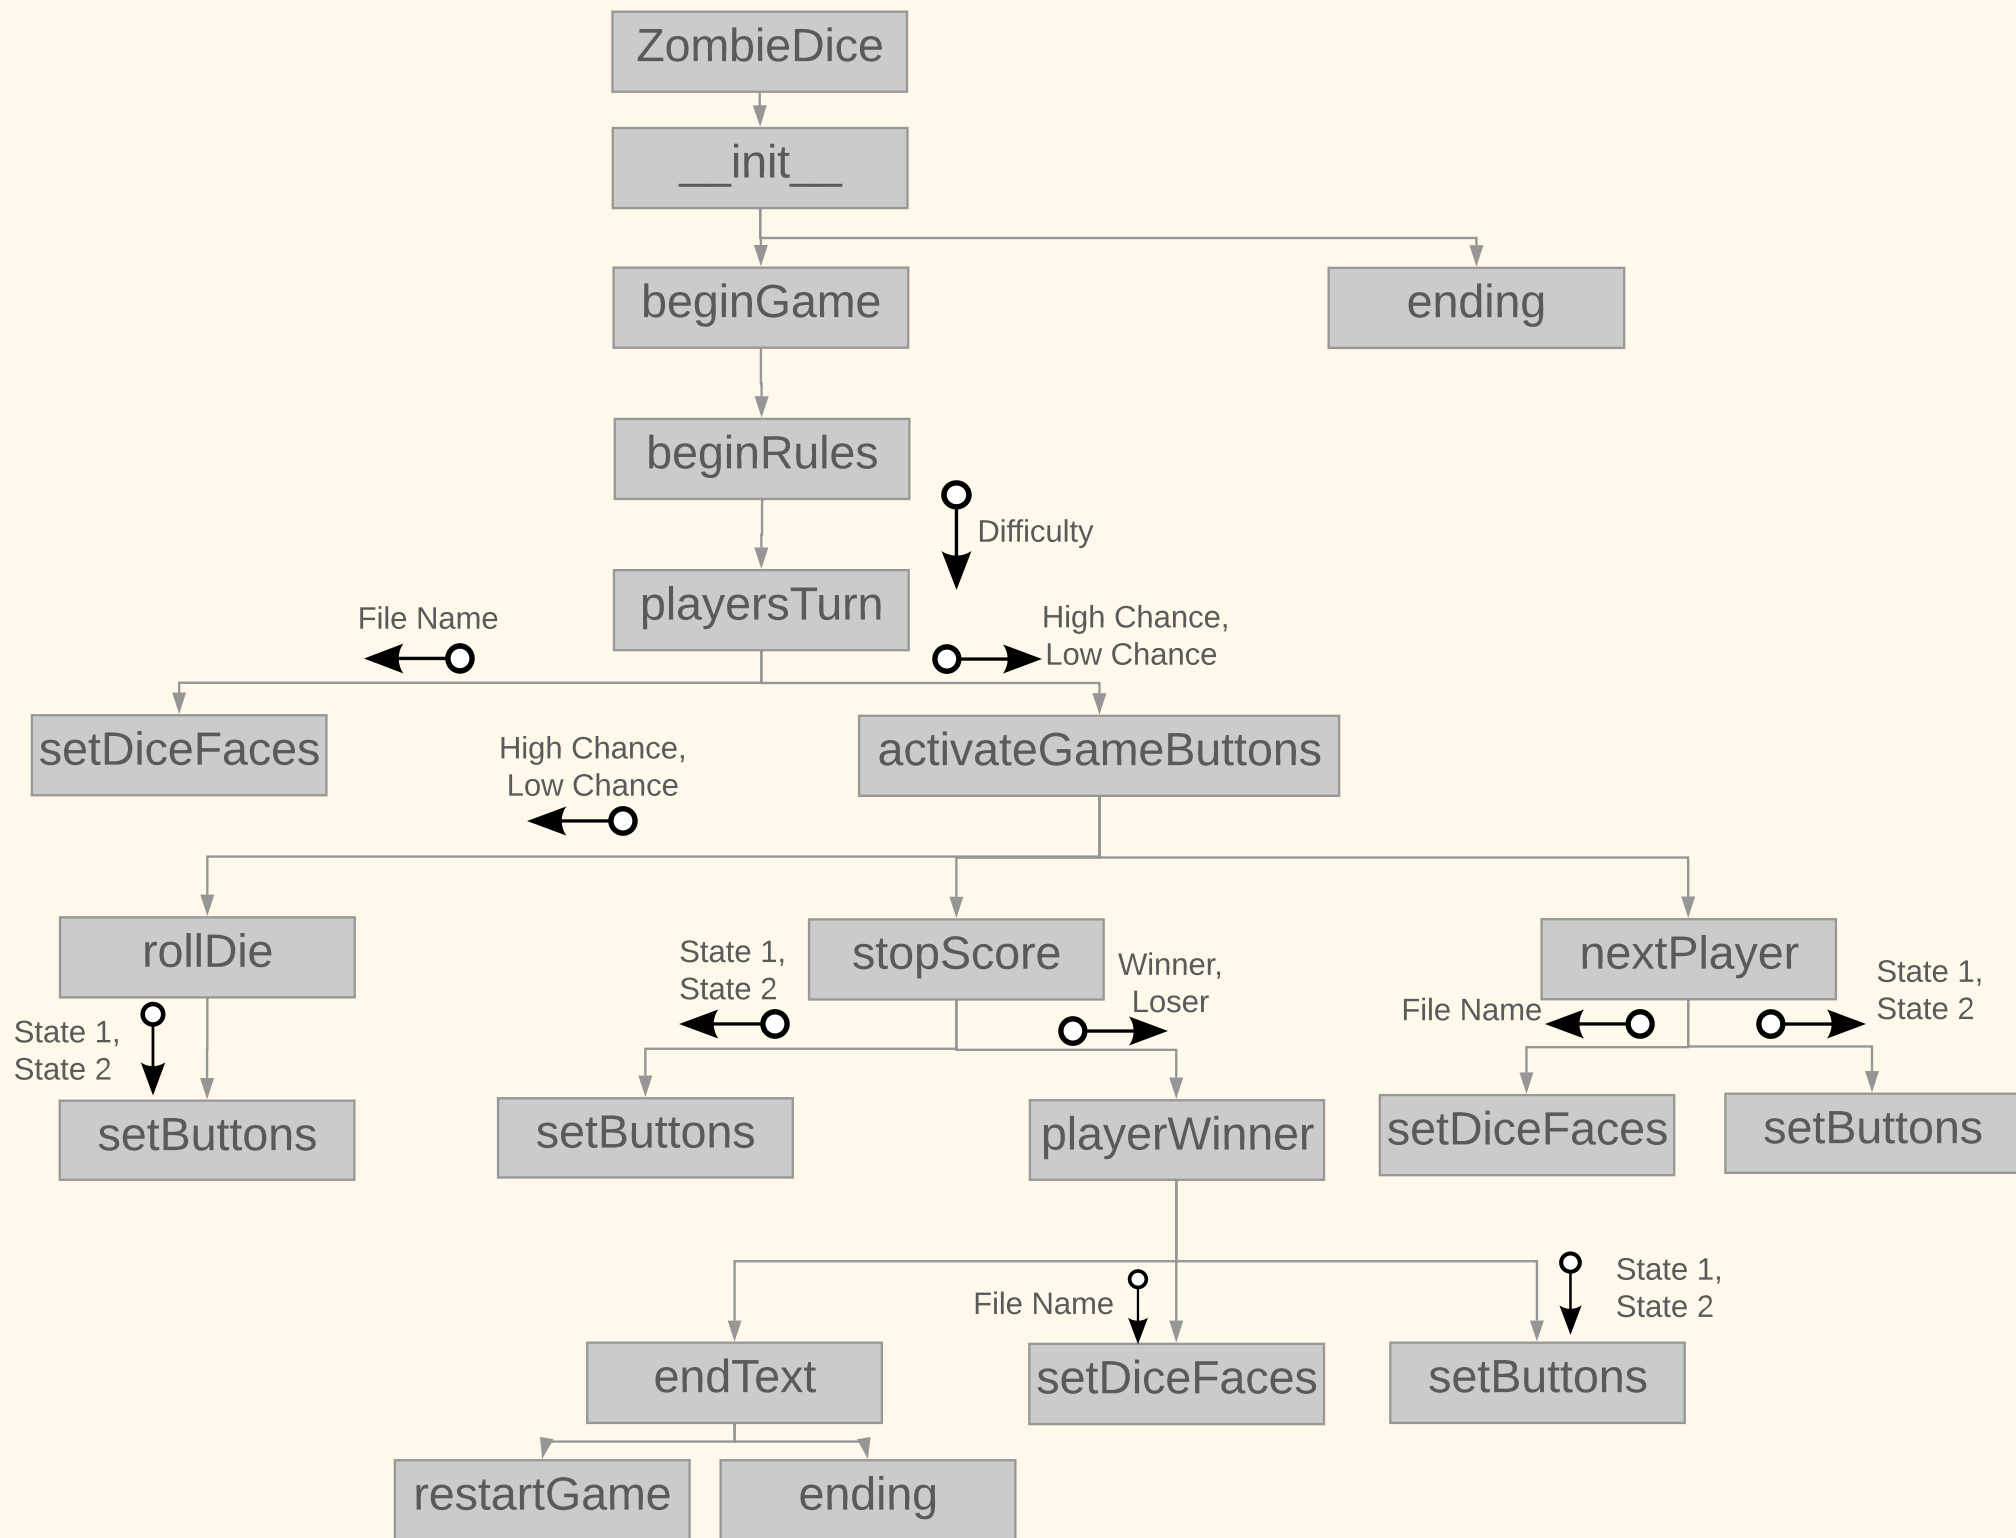 ZombieDice
__init__
beginGame
ending
beginRules
Difficulty
playersTurn
File Name
High Chance,
Low Chance
setDiceFaces
activateGameButtons
High Chance,
Low Chance
rollDie
stopScore
nextPlayer
State 1,
State 2
State 1,
State 2
Winner,
Loser
File Name
State 1,
State 2
setButtons
setButtons
playerWinner
setDiceFaces
setButtons
File Name
State 1,
State 2
endText
setDiceFaces
setButtons
restartGame
ending